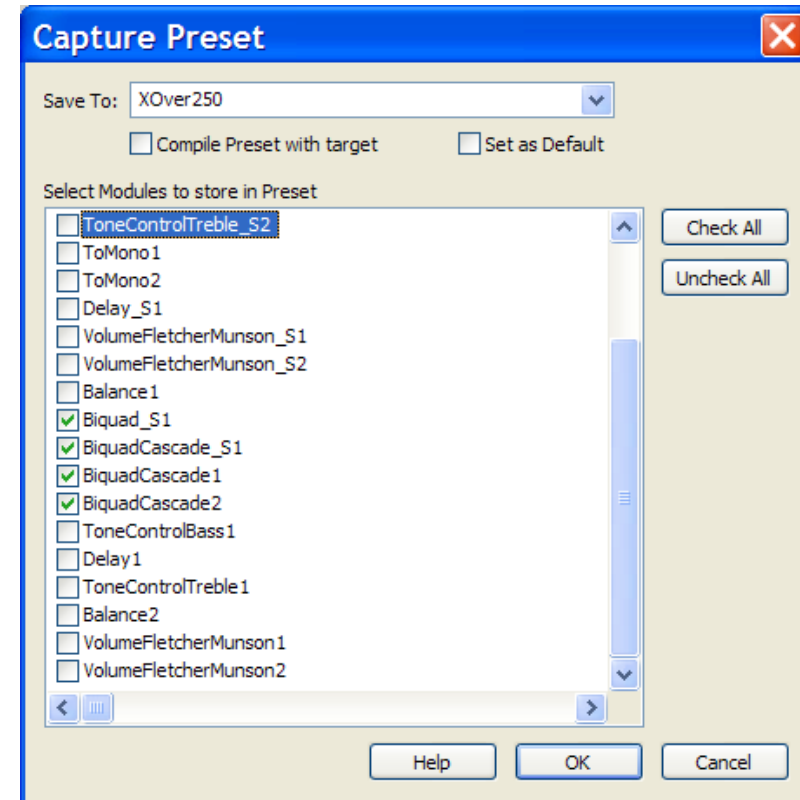 Capture Preset
Save To: XOver250
Compile Preset with target Set as Default
Select Modules to store in Preset
ToneControlTreble_S2
ToMono1
ToMono2
Delay_S1
VolumeFletcherMunson_S1
VolumeFletcherMunson_S2
Balance1
Biquad_S1
BiquadCascade_S1
BiquadCascade1
BiquadCascade2
ToneControlBass1
Delay1
ToneControlTreble1
Balance2
VolumeFletcherMunson1
VolumeFletcherMunson2
Check All
Uncheck All
Help OK Cancel